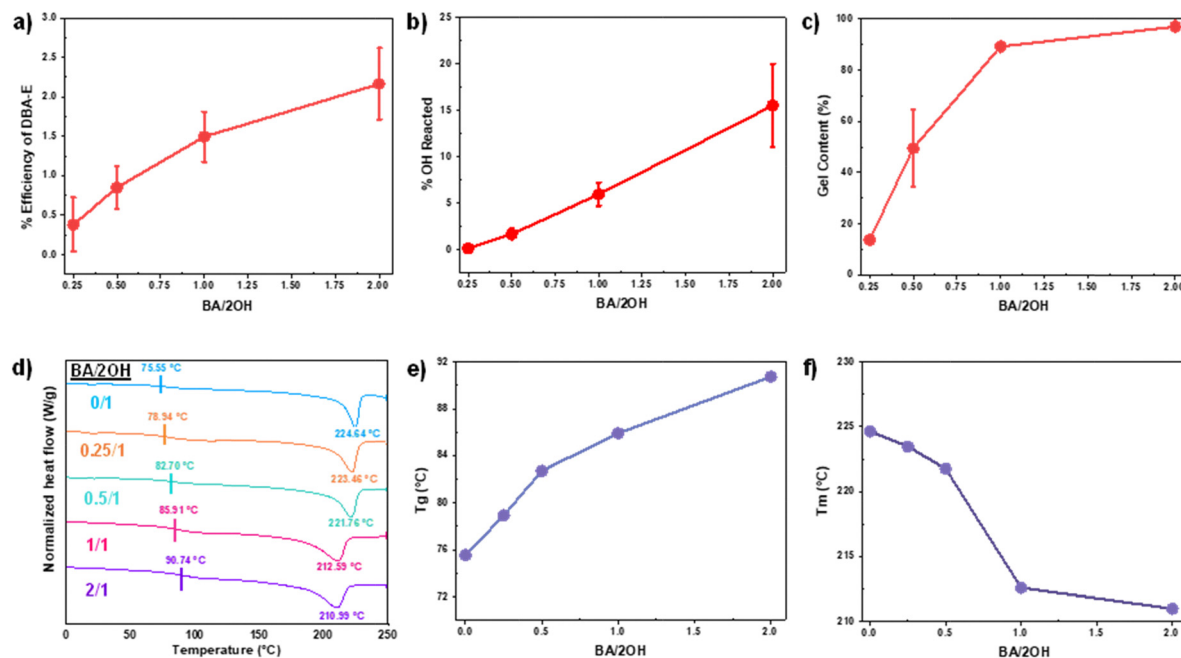 a)
3.0
2.5
2.0
1.5
1.0
0.5
0.0
% Efficiency of DBA-E
0.25 0.50 0.75 1.00 1.25 1.50 1.75 2.00
BA/2OH
b)
25
20
15
10
5
0
% OH Reacted
0.25 0.50 0.75 1.00 1.25 1.50 1.75 2.00
BA/2OH
c)
100
80
60
40
20
0
Gel Content (%)
0.25 0.50 0.75 1.00 1.25 1.50 1.75 2.00
BA/2OH
d)
Normalized heat flow (W/g)
BA/2OH
75.55 °C
0/1
224.64 °C
78.94 °C
0.25/1
223.46 °C
82.70 °C
0.5/1
221.76 °C
85.91 °C
1/1
212.59 °C
90.74 °C
2/1
210.99 °C
0 50 100 150 200 250
Temperature (°C)
e)
92
88
84
80
76
72
Tg (°C)
0.0 0.5 1.0 1.5 2.0
BA/2OH
f)
230
225
220
215
210
Tm (°C)
0.0 0.5 1.0 1.5 2.0
BA/2OH